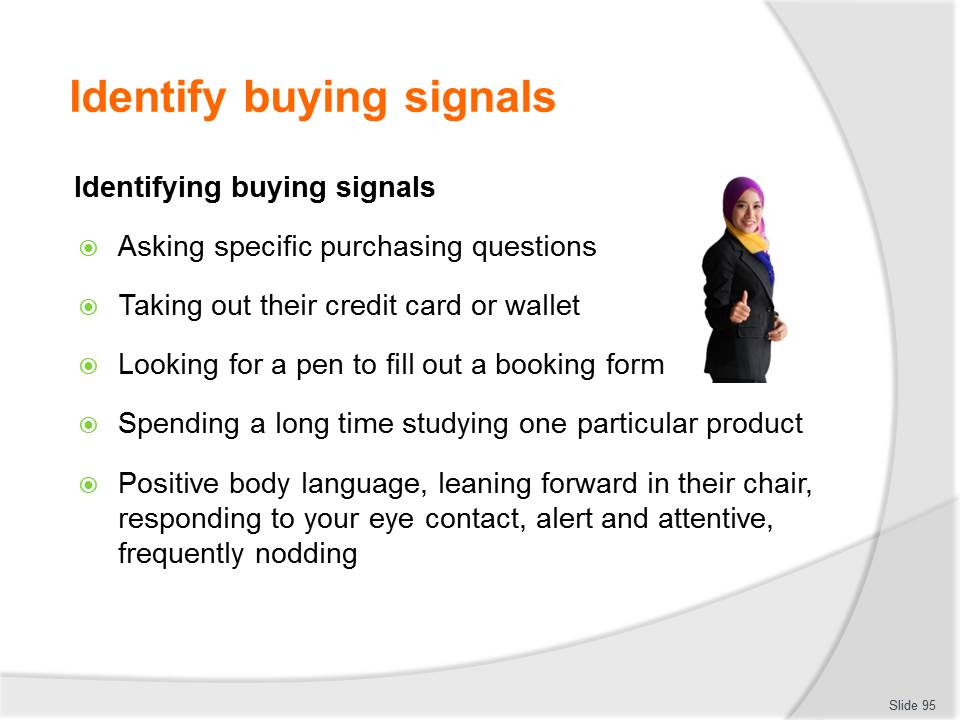 Identify buying signals
Identifying buying signals
Asking specific purchasing questions
Taking out their credit card or wallet
Looking for a pen to fill out a booking form
Spending a long time studying one particular product
Positive body language, leaning forward in their chair,
responding to your eye contact, alert and attentive,
frequently nodding
Slide 95